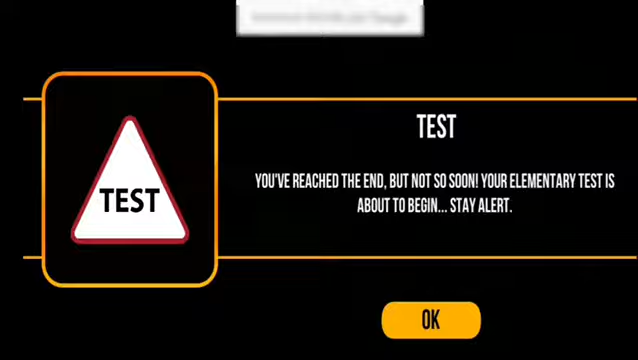 TEST
TEST
YOU'VE REACHED THE END, BUT NOT SO SOON! YOUR ELEMENTARY TEST IS
ABOUT TO BEGIN... STAY ALERT.
OK